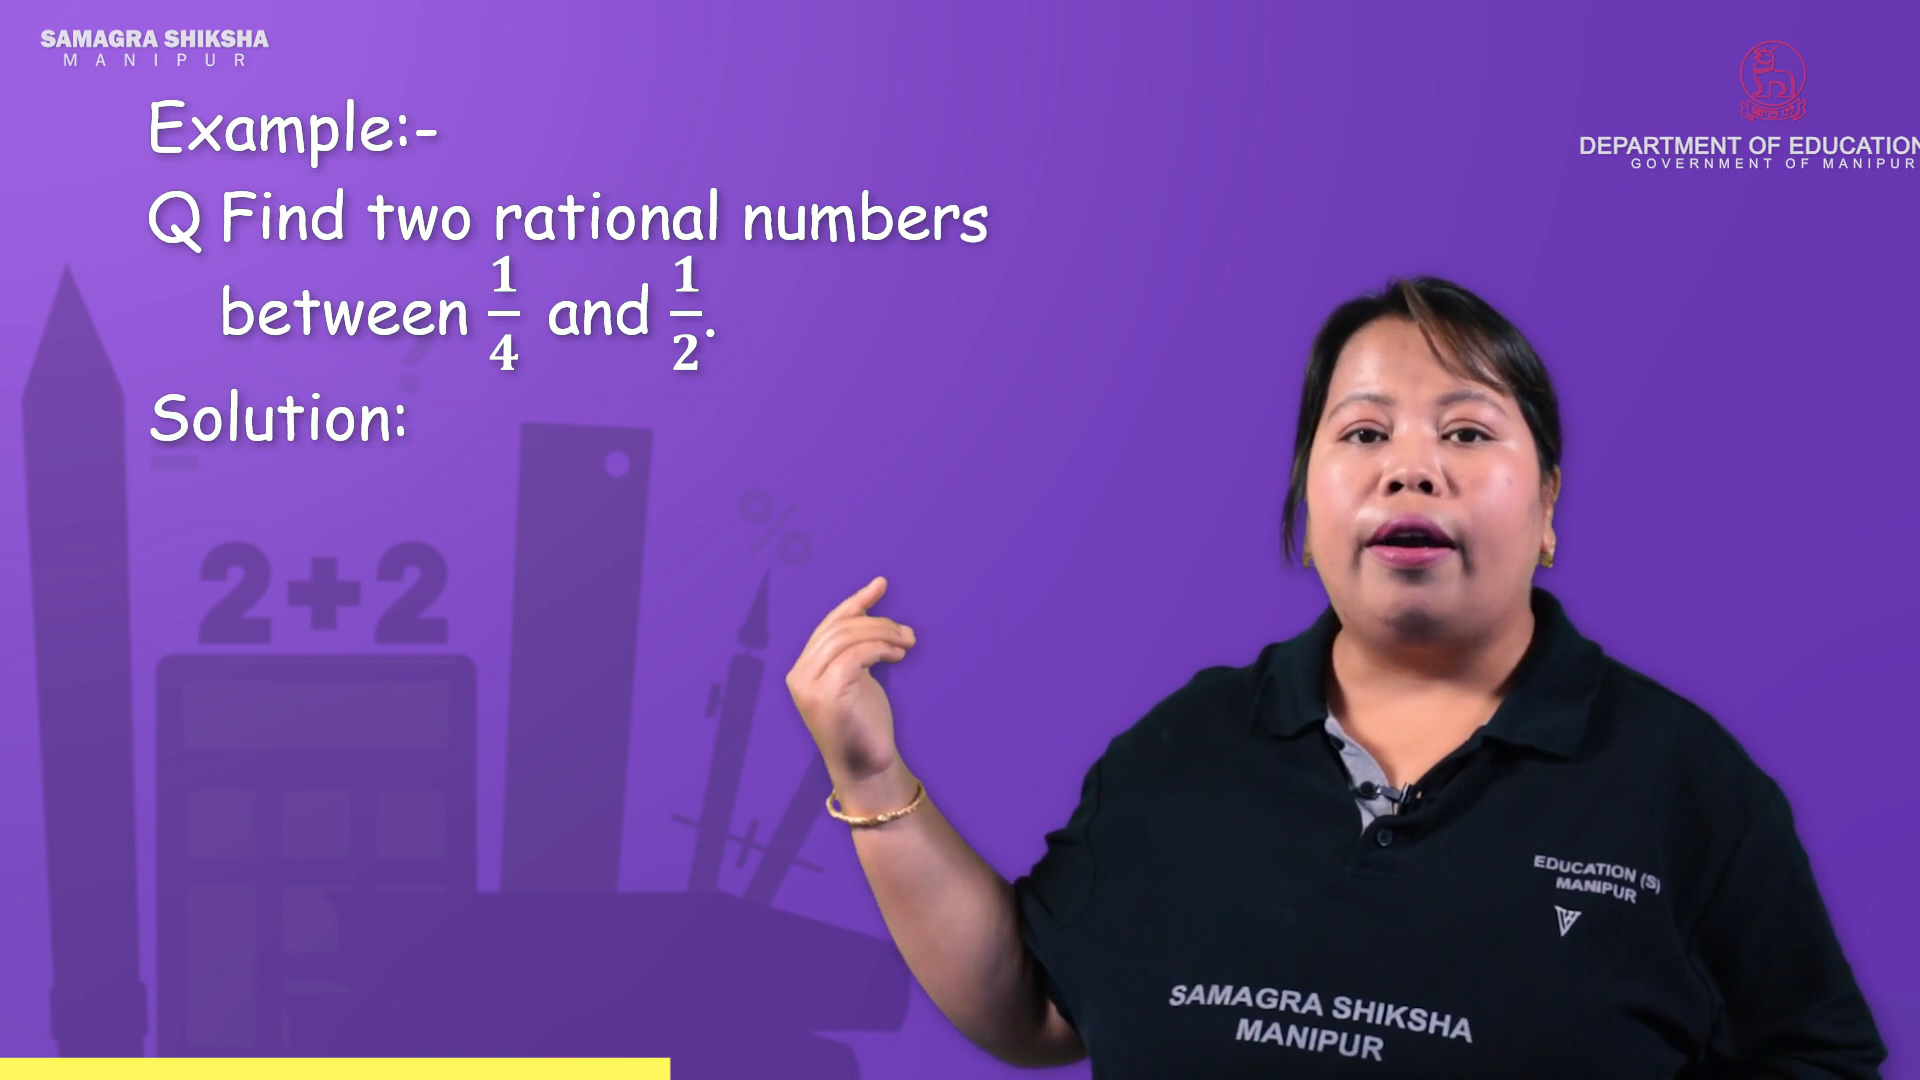 SAMAGRA SHIKSHA
MANIPUR
DEPARTMENT OF EDUCATION
GOVERNMENT OF MANIPUR
Example:-
Q Find two rational numbers
between 1/4 and 1/2.
Solution:
2+2
%
EDUCATION (S)
MANIPUR
SAMAGRA SHIKSHA
MANIPUR